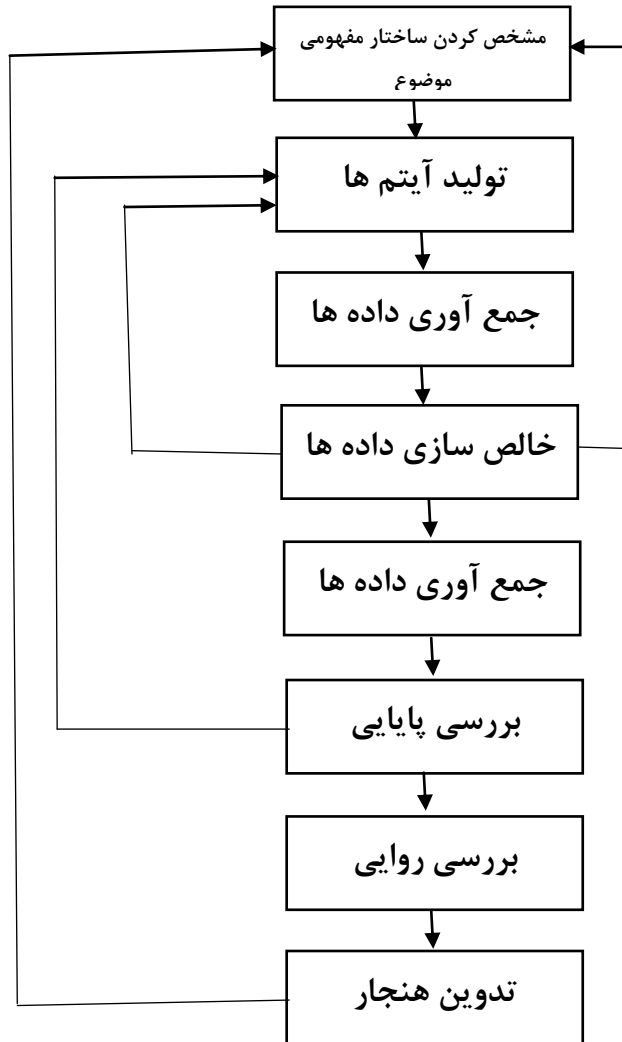 مشخص کردن ساختار مفهومی
موضوع
تولید آیتم ها
جمع آوری داده ها
خالص سازی داده ها
جمع آوری داده ها
بررسی پایایی
بررسی روایی
تدوین هنجار